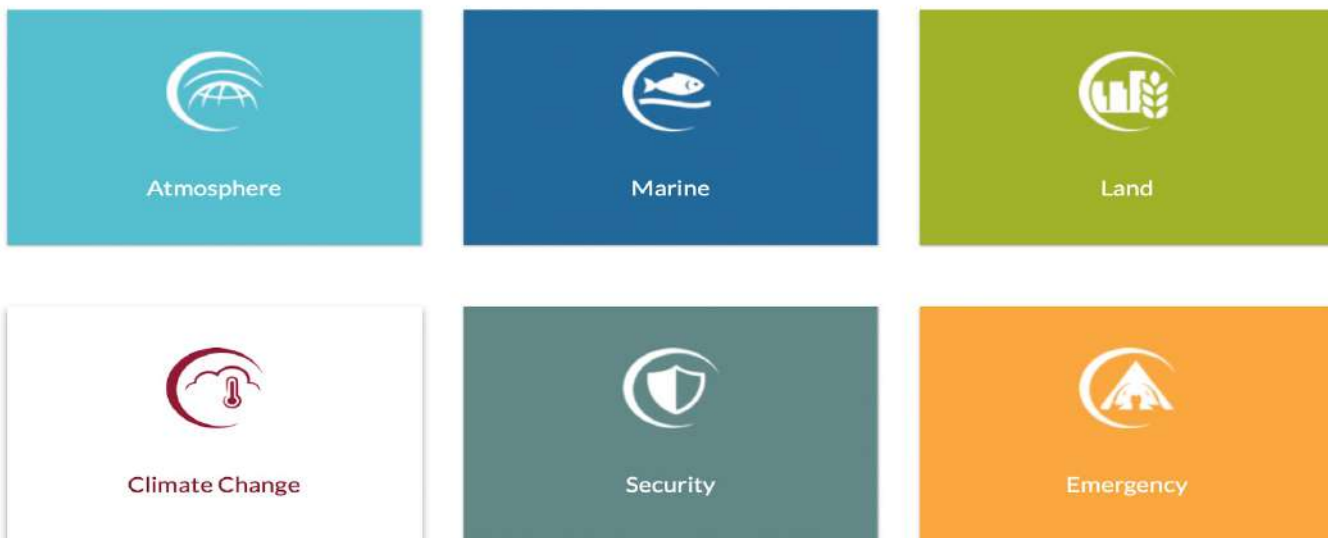 Atmosphere
Marine
Land
Climate Change
Security
Emergency